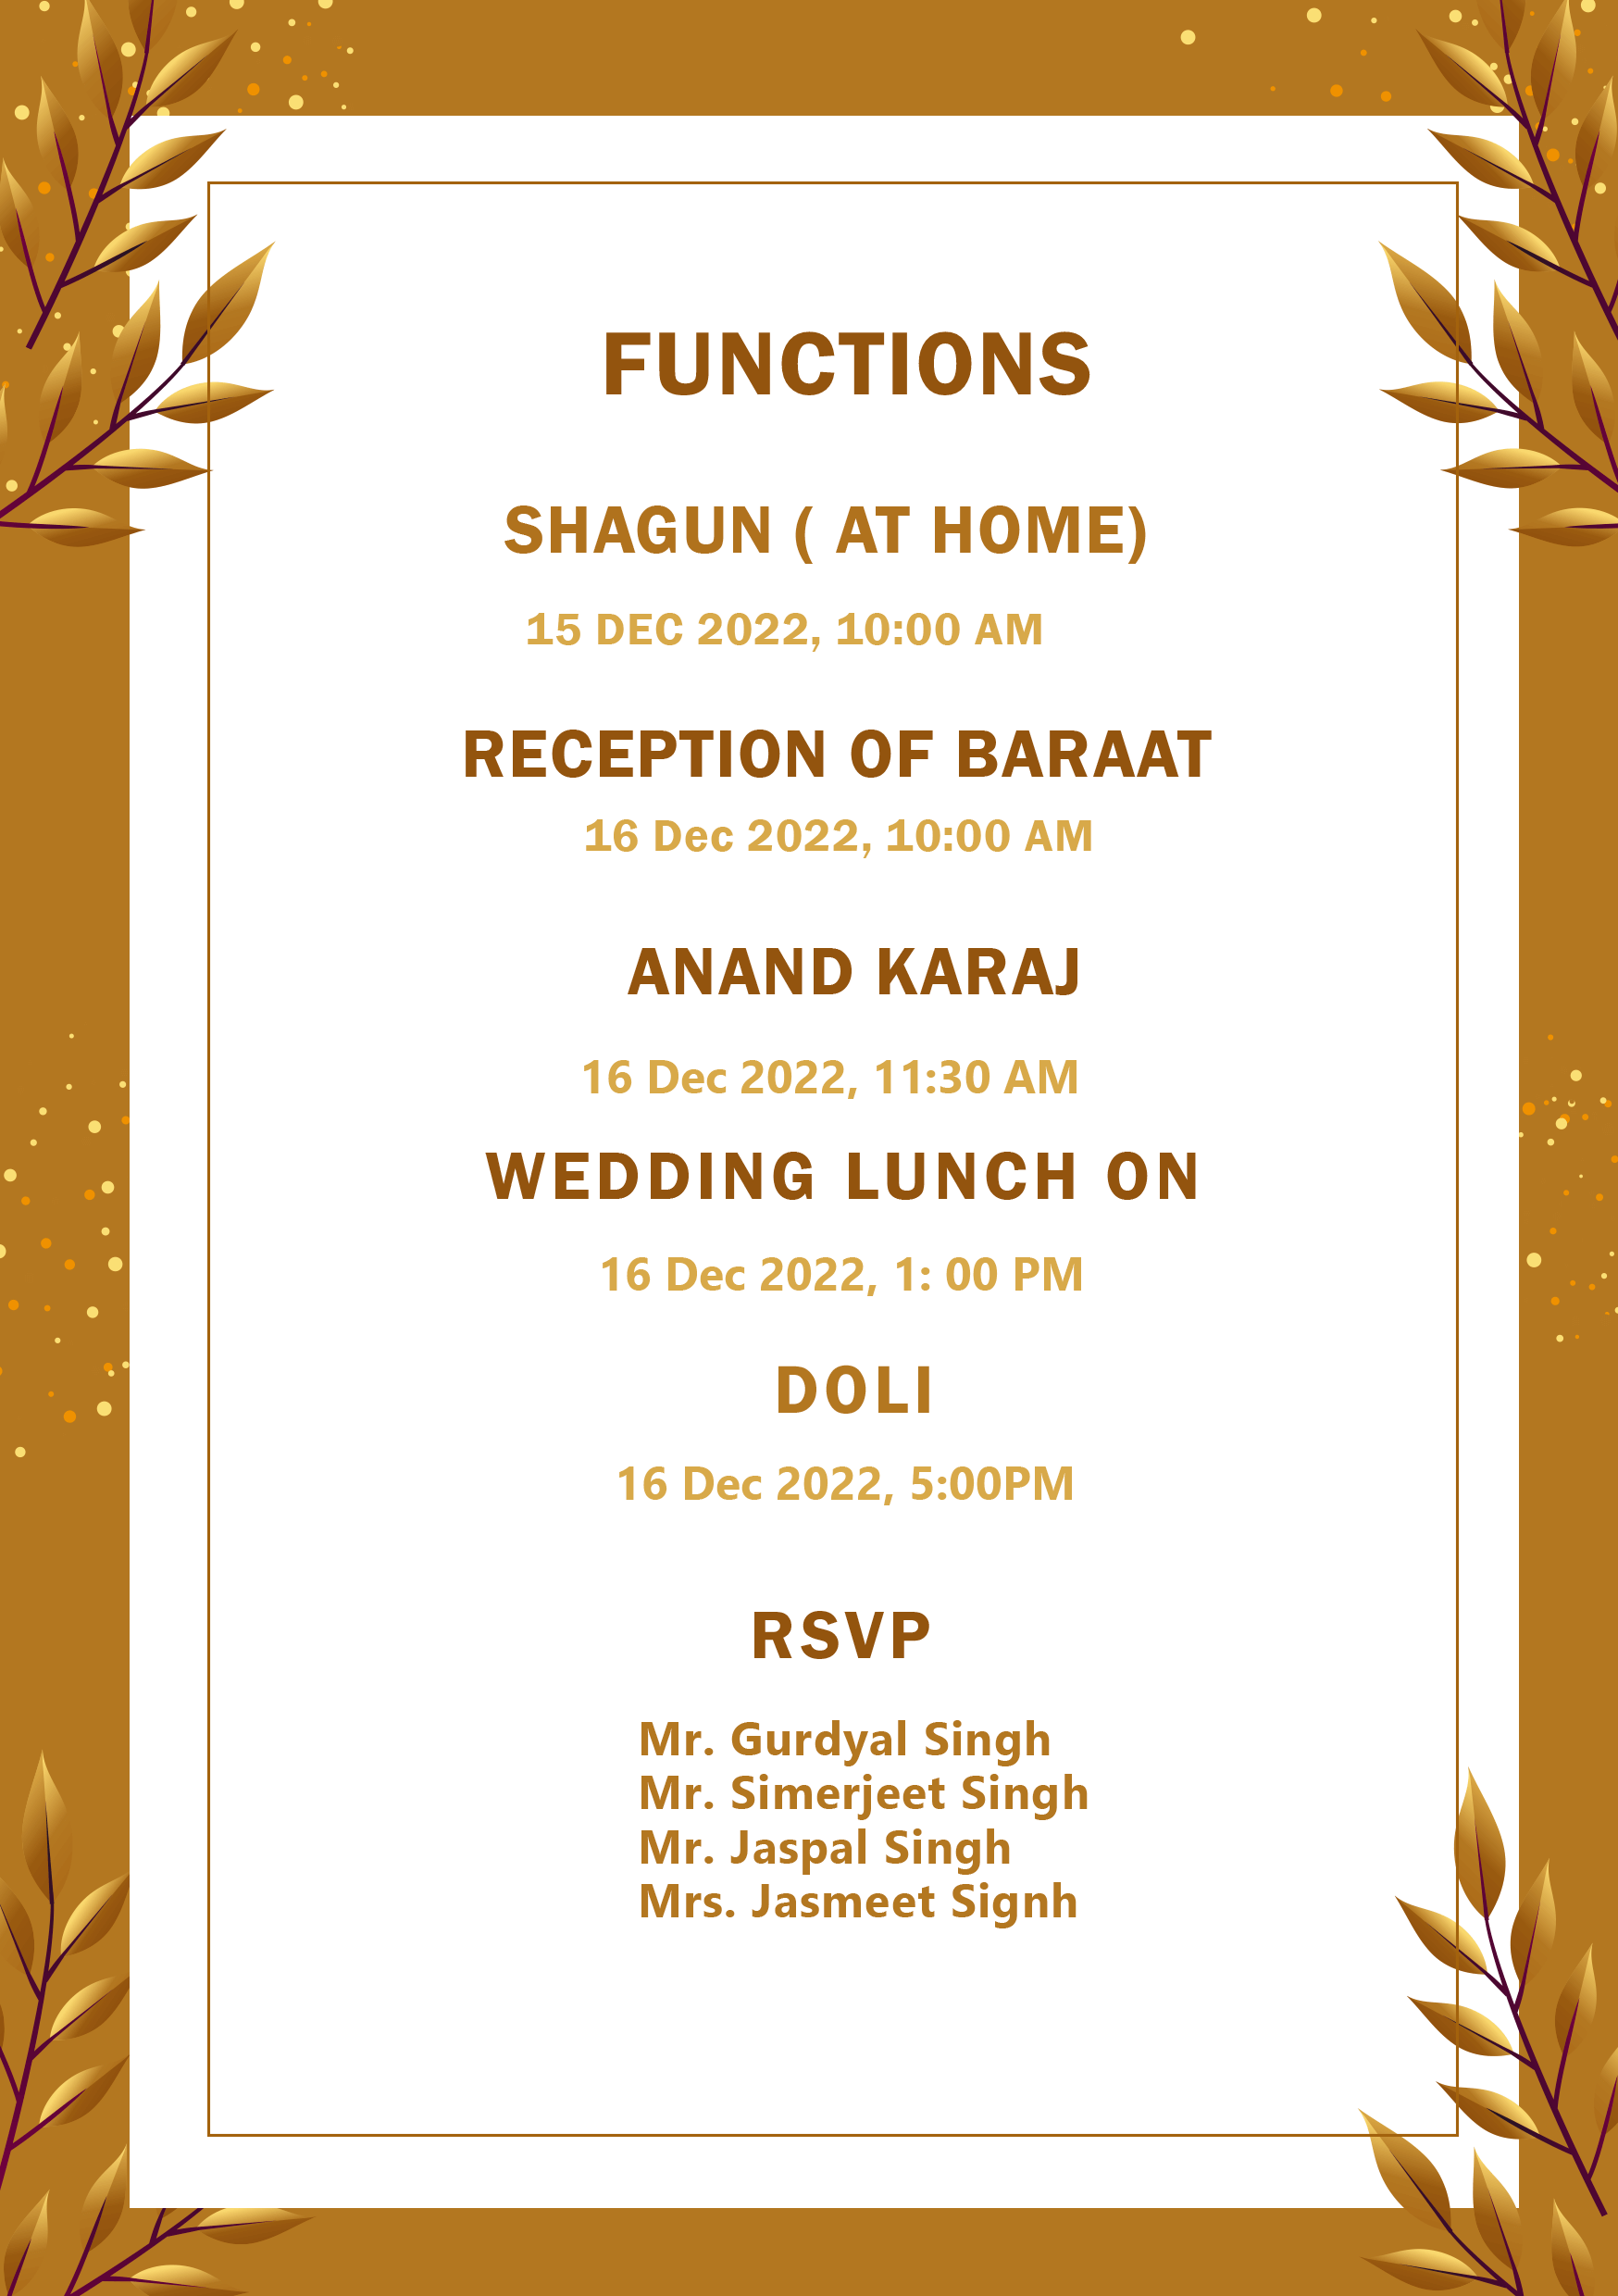 FUNCTIONS
SHAGUN ( AT HOME)
15 DEC 2022, 10:00 AM
RECEPTION OF BARAAT
16 Dec 2022, 10:00 AM
ANAND KARAJ
16 Dec 2022, 11:30 AM
WEDDING LUNCH ON
16 Dec 2022, 1: 00 PM
DOLI
16 Dec 2022, 5:00PM
RSVP
Mr. Gurdyal Singh
Mr. Simerjeet Singh
Mr. Jaspal Singh
Mrs. Jasmeet Signh